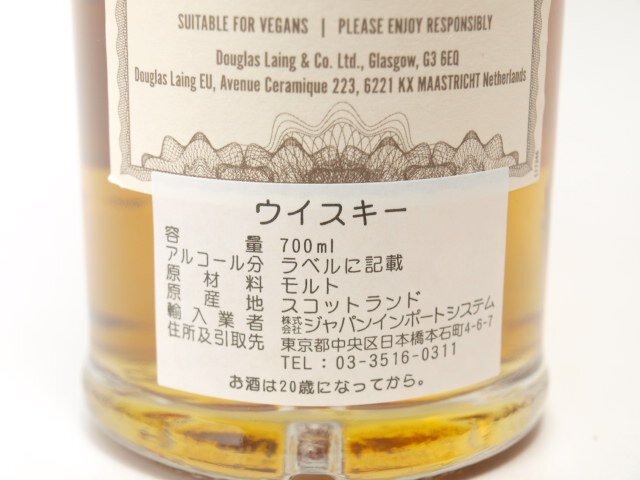 SUITABLE FOR VEGANS | PLEASE ENJOY RESPONSIBLY
Douglas Laing & Co. Ltd., Glasgow, G3 6EQ
Douglas Laing EU, Avenue Ceramique 223, 6221 KX MAASTRICHT Netherlands
ウイスキー
容量 700ml
アルコール分 ラベルに記載
原材料 モルト
原産地 スコットランド
輸入業者 株式会社ジャパンインポートシステム
住所及引取先 東京都中央区日本橋本石町4-6-7
TEL：03-3516-0311
お酒は20歳になってから。